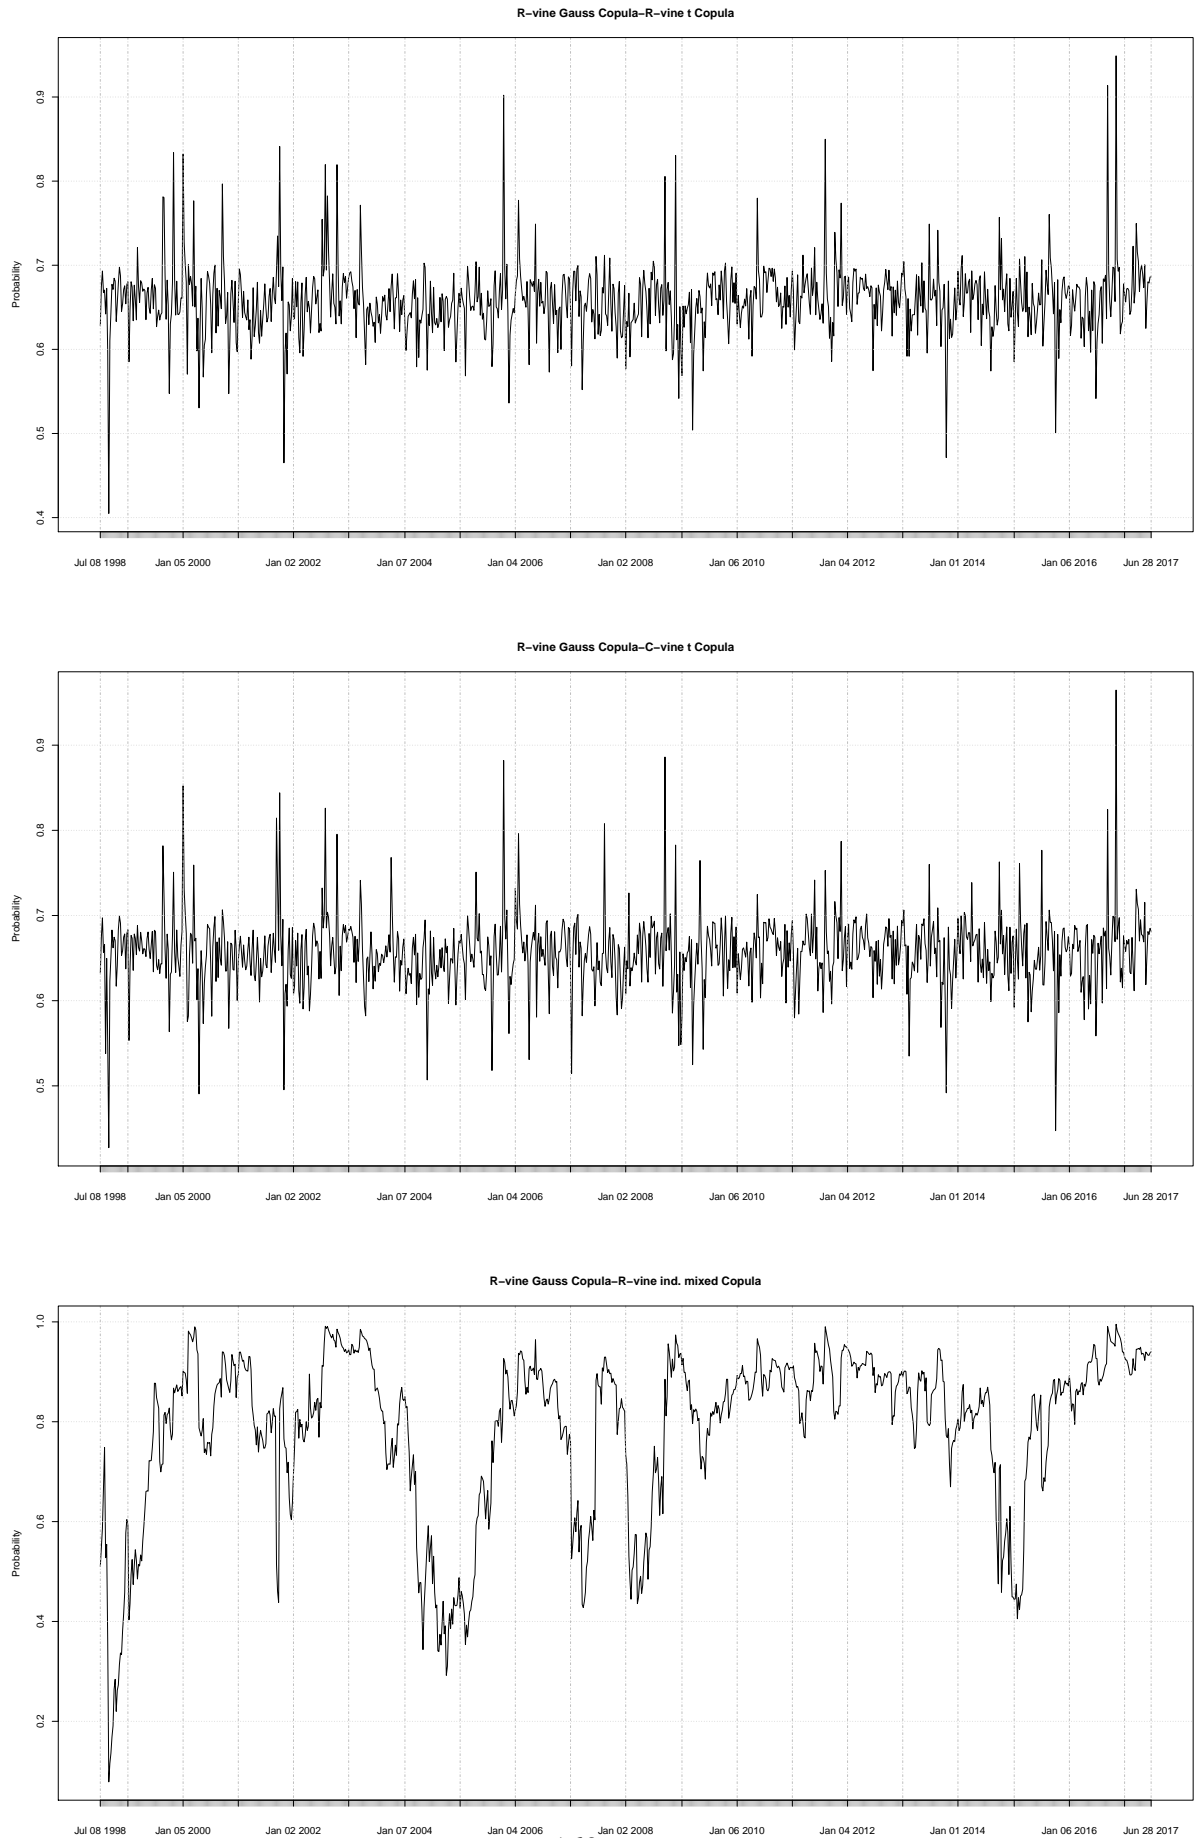 R−vine Gauss Copula−R−vine t Copula
0.9
0.8
0.7
0.6
0.5
0.4
Probability
Jul 08 1998 Jan 05 2000 Jan 02 2002 Jan 07 2004 Jan 04 2006 Jan 02 2008 Jan 06 2010 Jan 04 2012 Jan 01 2014 Jan 06 2016 Jun 28 2017
R−vine Gauss Copula−C−vine t Copula
0.9
0.8
0.7
0.6
0.5
Probability
Jul 08 1998 Jan 05 2000 Jan 02 2002 Jan 07 2004 Jan 04 2006 Jan 02 2008 Jan 06 2010 Jan 04 2012 Jan 01 2014 Jan 06 2016 Jun 28 2017
R−vine Gauss Copula−R−vine ind. mixed Copula
1.0
0.8
0.6
0.4
0.2
Probability
Jul 08 1998 Jan 05 2000 Jan 02 2002 Jan 07 2004 Jan 04 2006 Jan 02 2008 Jan 06 2010 Jan 04 2012 Jan 01 2014 Jan 06 2016 Jun 28 2017